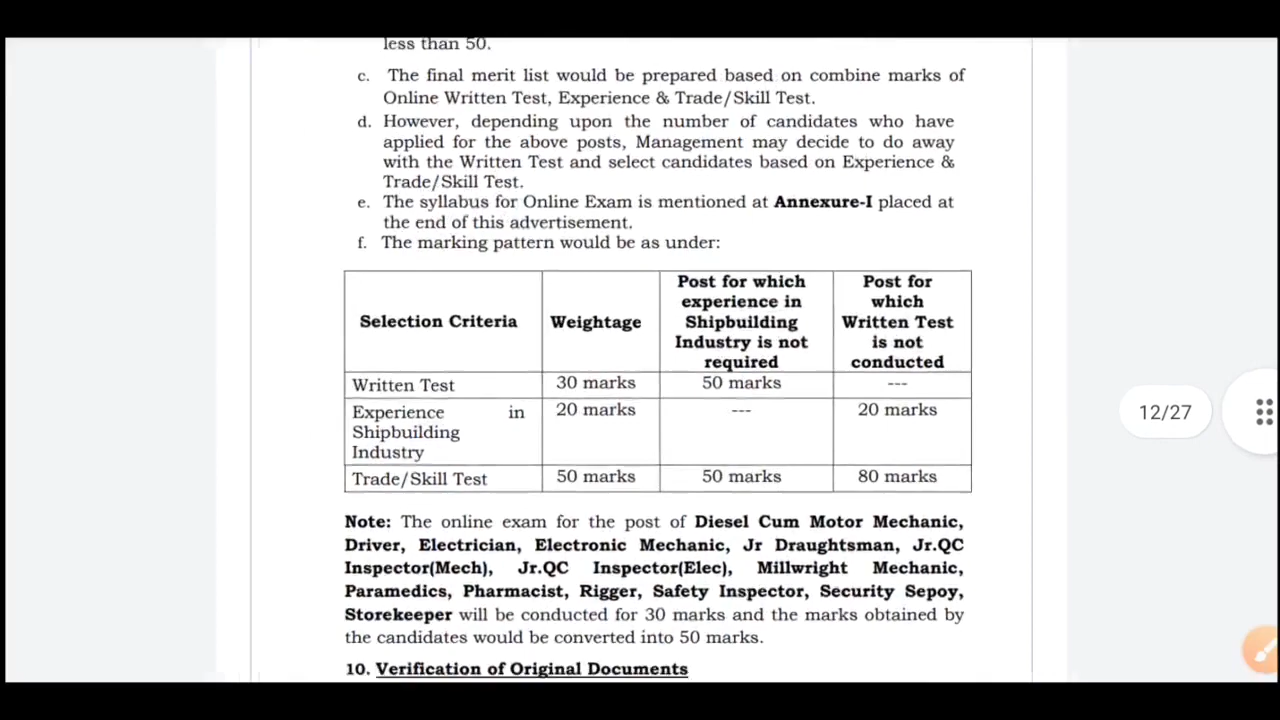 less than 50.
c. The final merit list would be prepared based on combine marks of
Online Written Test, Experience & Trade/Skill Test.
d. However, depending upon the number of candidates who have
applied for the above posts, Management may decide to do away
with the Written Test and select candidates based on Experience &
Trade/Skill Test.
e. The syllabus for Online Exam is mentioned at Annexure-I placed at
the end of this advertisement.
f. The marking pattern would be as under:
Selection Criteria
Weightage
Post for which
experience in
Shipbuilding
Industry is not
required
Post for
which
Written Test
is not
conducted
Written Test 30 marks 50 marks ---
Experience in
Shipbuilding
Industry
20 marks --- 20 marks
Trade/Skill Test 50 marks 50 marks 80 marks
Note: The online exam for the post of Diesel Cum Motor Mechanic,
Driver, Electrician, Electronic Mechanic, Jr Draughtsman, Jr.QC
Inspector(Mech), Jr.QC Inspector(Elec), Millwright Mechanic,
Paramedics, Pharmacist, Rigger, Safety Inspector, Security Sepoy,
Storekeeper will be conducted for 30 marks and the marks obtained by
the candidates would be converted into 50 marks.
10. Verification of Original Documents
12/27